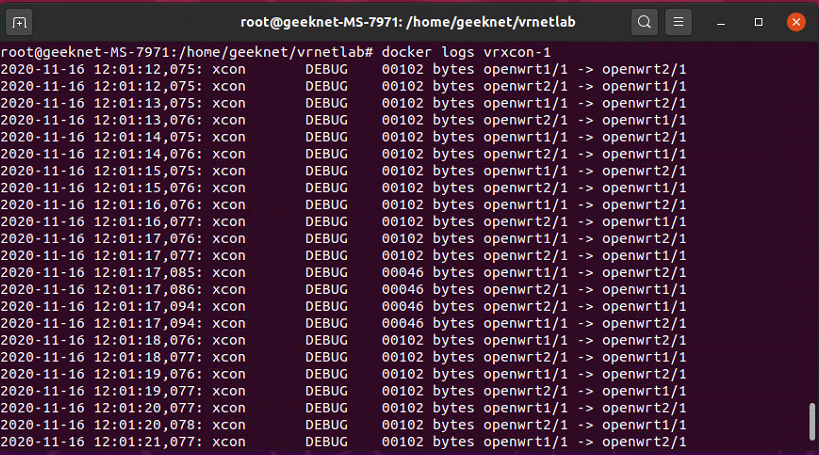 root@geeknet-MS-7971: /home/geeknet/vrnetlab
root@geeknet-MS-7971:/home/geeknet/vrnetlab# docker logs vrxcon-1
2020-11-16 12:01:12,075: xcon       DEBUG    00102 bytes openwrt1/1 -> openwrt2/1
2020-11-16 12:01:12,075: xcon       DEBUG    00102 bytes openwrt2/1 -> openwrt1/1
2020-11-16 12:01:13,075: xcon       DEBUG    00102 bytes openwrt1/1 -> openwrt2/1
2020-11-16 12:01:13,076: xcon       DEBUG    00102 bytes openwrt2/1 -> openwrt1/1
2020-11-16 12:01:14,075: xcon       DEBUG    00102 bytes openwrt1/1 -> openwrt2/1
2020-11-16 12:01:14,076: xcon       DEBUG    00102 bytes openwrt2/1 -> openwrt1/1
2020-11-16 12:01:15,075: xcon       DEBUG    00102 bytes openwrt1/1 -> openwrt2/1
2020-11-16 12:01:15,076: xcon       DEBUG    00102 bytes openwrt2/1 -> openwrt1/1
2020-11-16 12:01:16,076: xcon       DEBUG    00102 bytes openwrt1/1 -> openwrt2/1
2020-11-16 12:01:16,077: xcon       DEBUG    00102 bytes openwrt2/1 -> openwrt1/1
2020-11-16 12:01:17,076: xcon       DEBUG    00102 bytes openwrt1/1 -> openwrt2/1
2020-11-16 12:01:17,077: xcon       DEBUG    00102 bytes openwrt2/1 -> openwrt1/1
2020-11-16 12:01:17,085: xcon       DEBUG    00046 bytes openwrt1/1 -> openwrt2/1
2020-11-16 12:01:17,086: xcon       DEBUG    00046 bytes openwrt2/1 -> openwrt1/1
2020-11-16 12:01:17,094: xcon       DEBUG    00046 bytes openwrt2/1 -> openwrt1/1
2020-11-16 12:01:17,094: xcon       DEBUG    00046 bytes openwrt1/1 -> openwrt2/1
2020-11-16 12:01:18,076: xcon       DEBUG    00102 bytes openwrt1/1 -> openwrt2/1
2020-11-16 12:01:18,077: xcon       DEBUG    00102 bytes openwrt2/1 -> openwrt1/1
2020-11-16 12:01:19,076: xcon       DEBUG    00102 bytes openwrt1/1 -> openwrt2/1
2020-11-16 12:01:19,077: xcon       DEBUG    00102 bytes openwrt2/1 -> openwrt1/1
2020-11-16 12:01:20,077: xcon       DEBUG    00102 bytes openwrt1/1 -> openwrt2/1
2020-11-16 12:01:20,078: xcon       DEBUG    00102 bytes openwrt2/1 -> openwrt1/1
2020-11-16 12:01:21,077: xcon       DEBUG    00102 bytes openwrt1/1 -> openwrt2/1